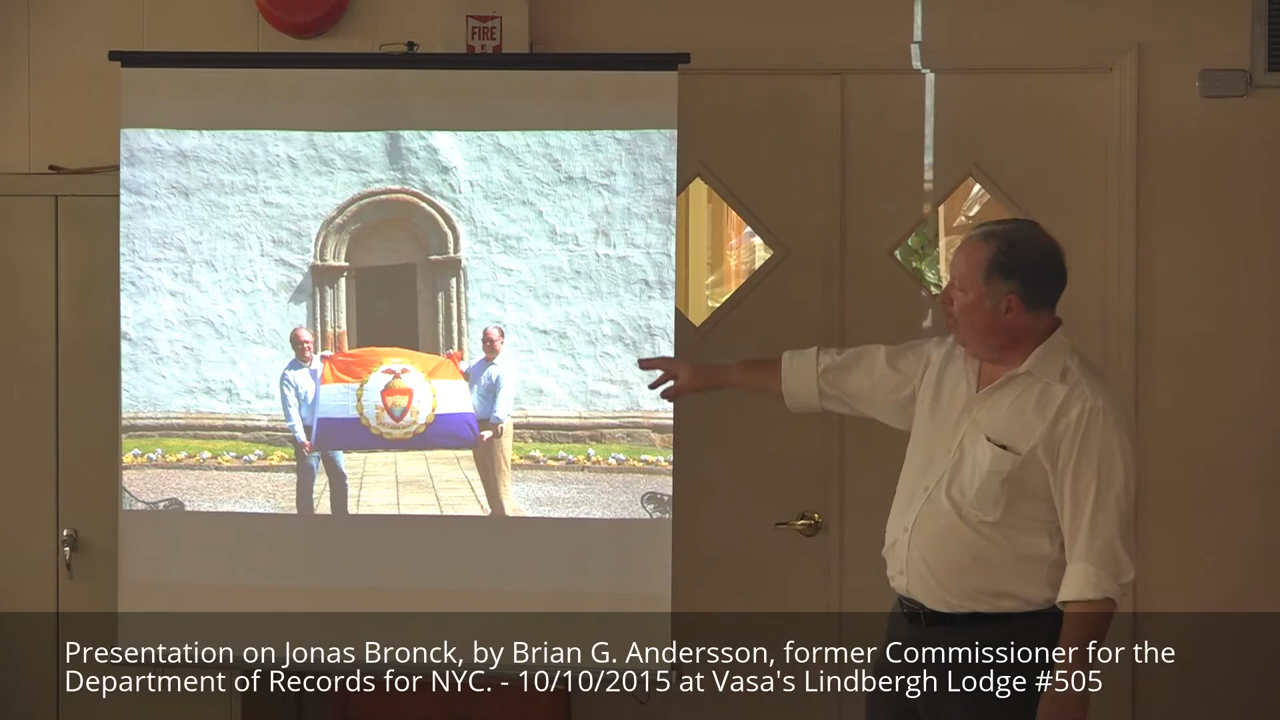 FIRE
Presentation on Jonas Bronck, by Brian G. Andersson, former Commissioner for the
Department of Records for NYC. - 10/10/2015 at Vasa's Lindbergh Lodge #505